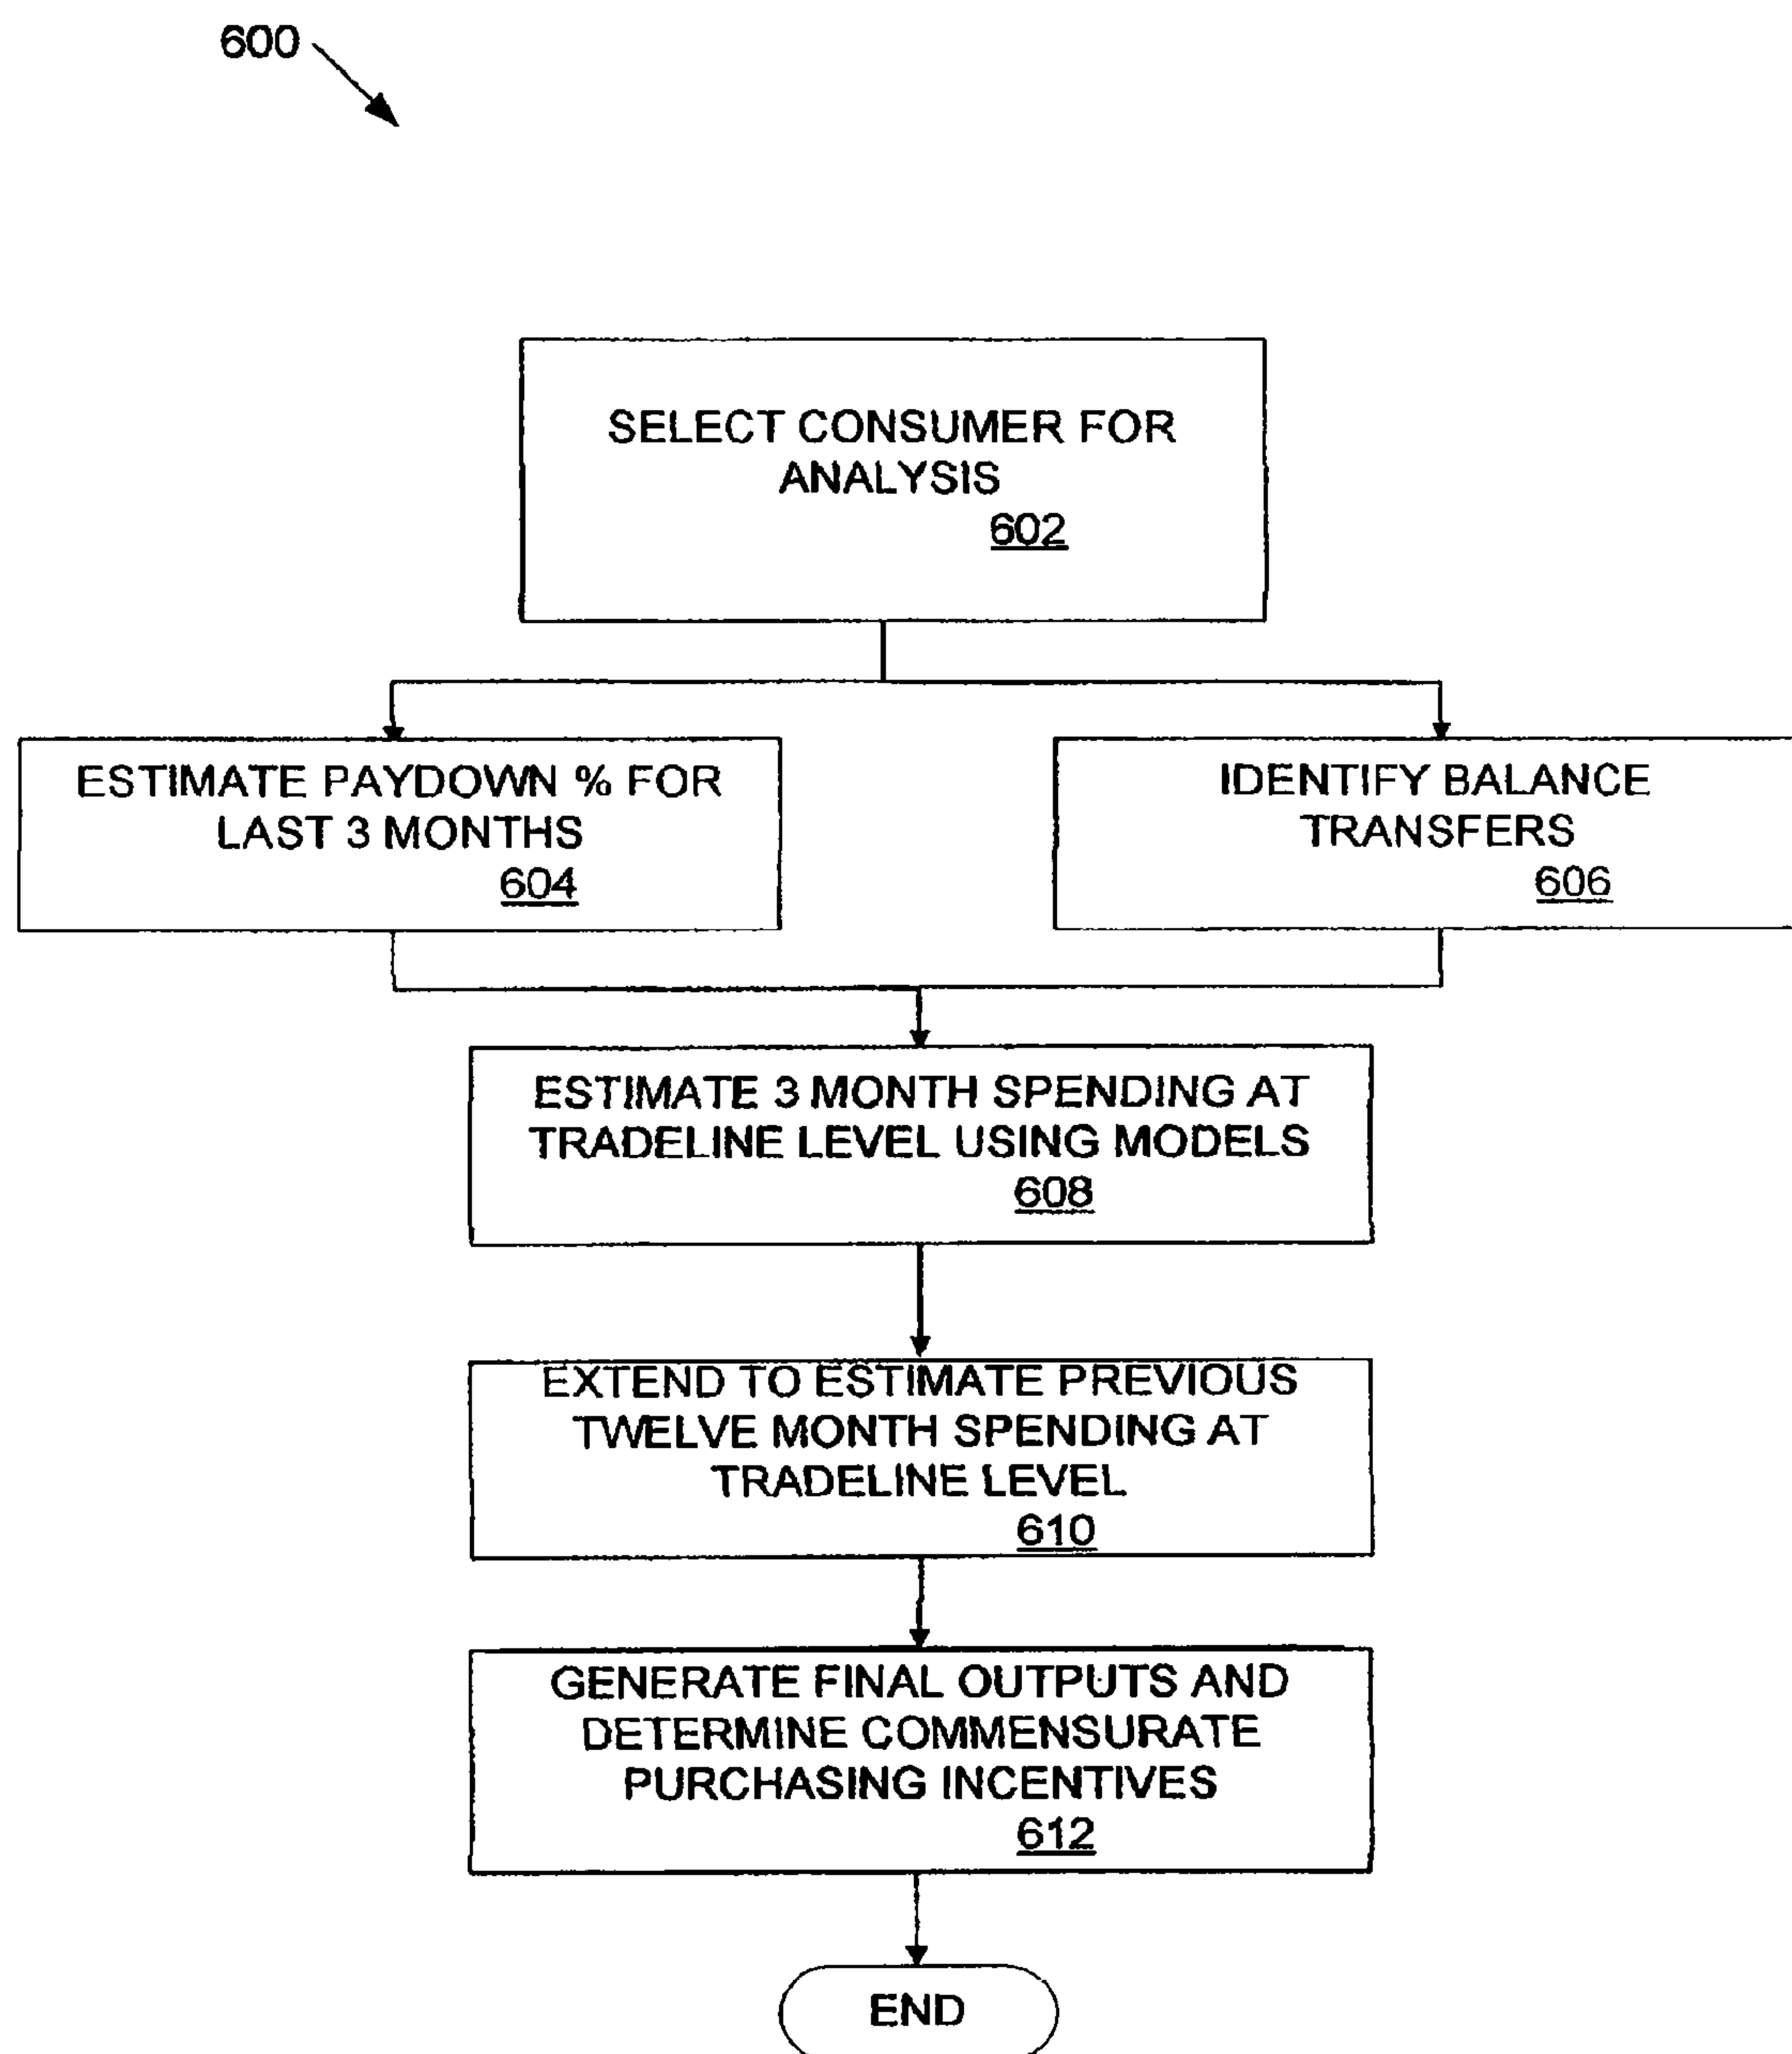 600
SELECT CONSUMER FOR
ANALYSIS
602
ESTIMATE PAYDOWN % FOR
LAST 3 MONTHS
604
IDENTIFY BALANCE
TRANSFERS
606
ESTIMATE 3 MONTH SPENDING AT
TRADELINE LEVEL USING MODELS
608
EXTEND TO ESTIMATE PREVIOUS
TWELVE MONTH SPENDING AT
TRADELINE LEVEL
610
GENERATE FINAL OUTPUTS AND
DETERMINE COMMENSURATE
PURCHASING INCENTIVES
612
END